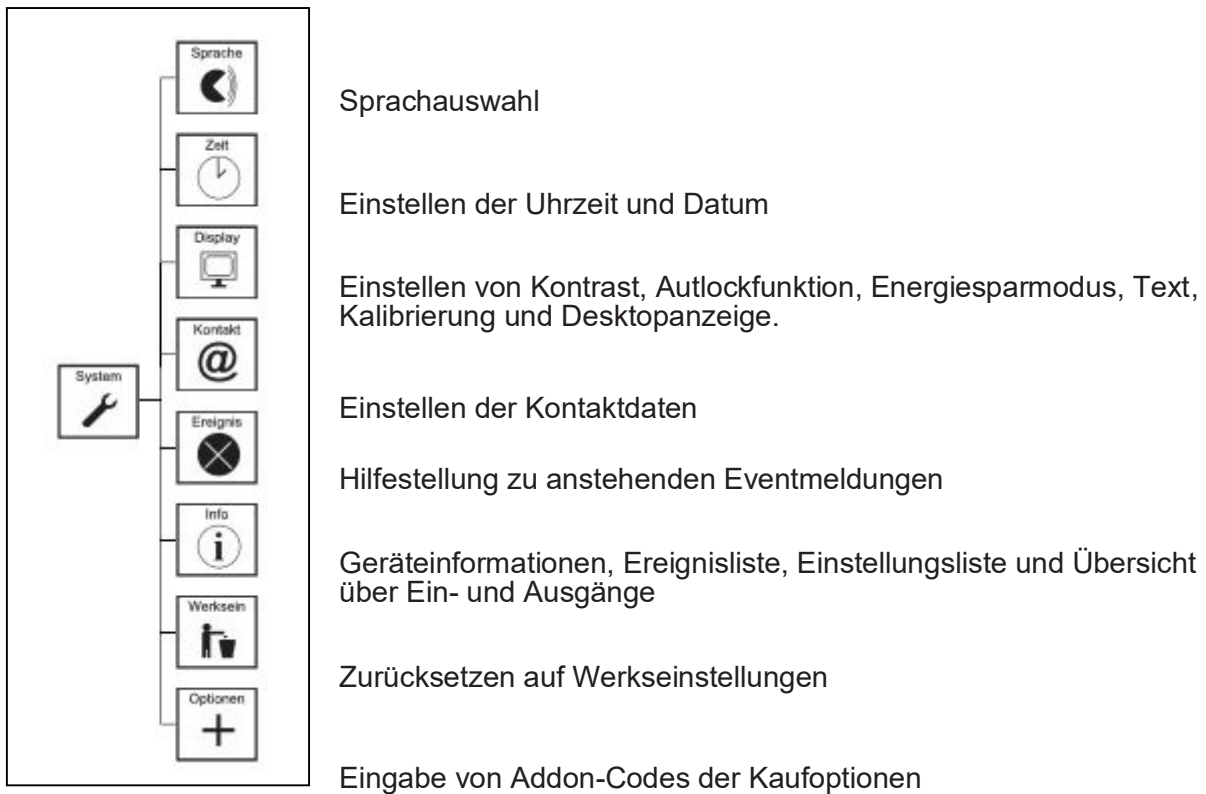 Sprache
Sprachauswahl
Zeit
Einstellen der Uhrzeit und Datum
Display
Einstellen von Kontrast, Autlockfunktion, Energiesparmodus, Text,
Kalibrierung und Desktopanzeige.
Kontakt
@
Einstellen der Kontaktdaten
System
Ereignis
Hilfestellung zu anstehenden Eventmeldungen
Info
i
Geräteinformationen, Ereignisliste, Einstellungsliste und Übersicht
über Ein- und Ausgänge
Werksein
Zurücksetzen auf Werkseinstellungen
Optionen
+
Eingabe von Addon-Codes der Kaufoptionen